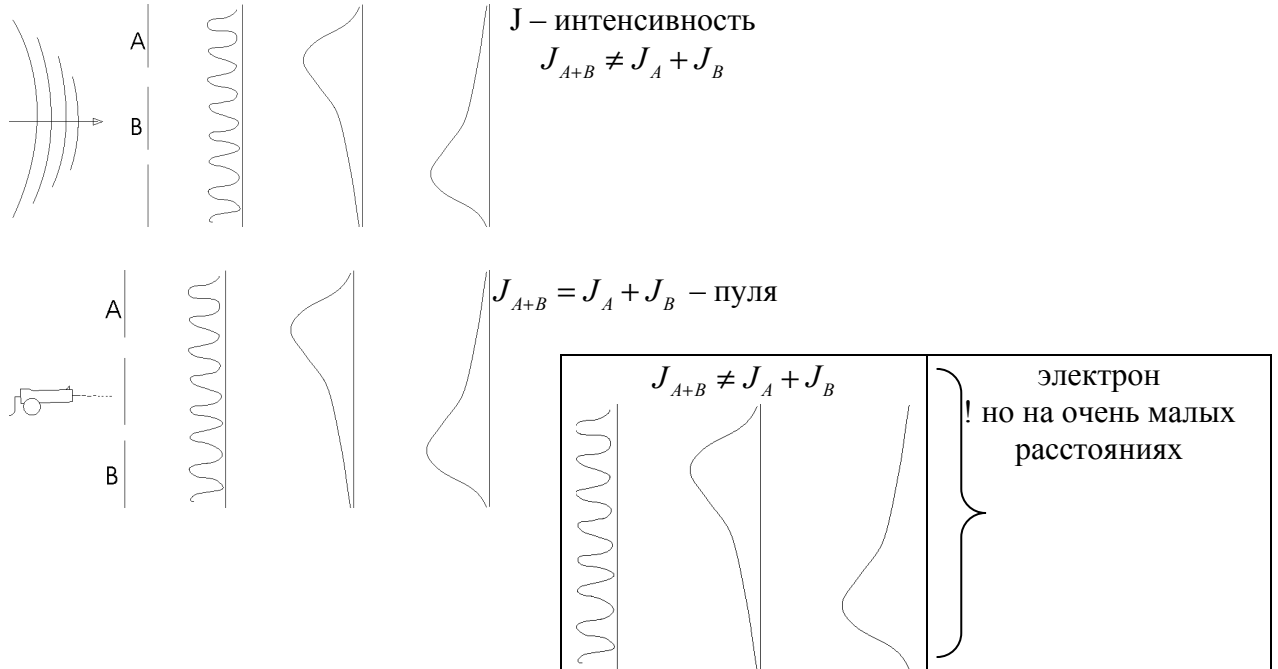 J – интенсивность
J_{A+B} ≠ J_A + J_B
A
B
J_{A+B} = J_A + J_B – пуля
A
B
J_{A+B} ≠ J_A + J_B
электрон
! но на очень малых
расстояниях